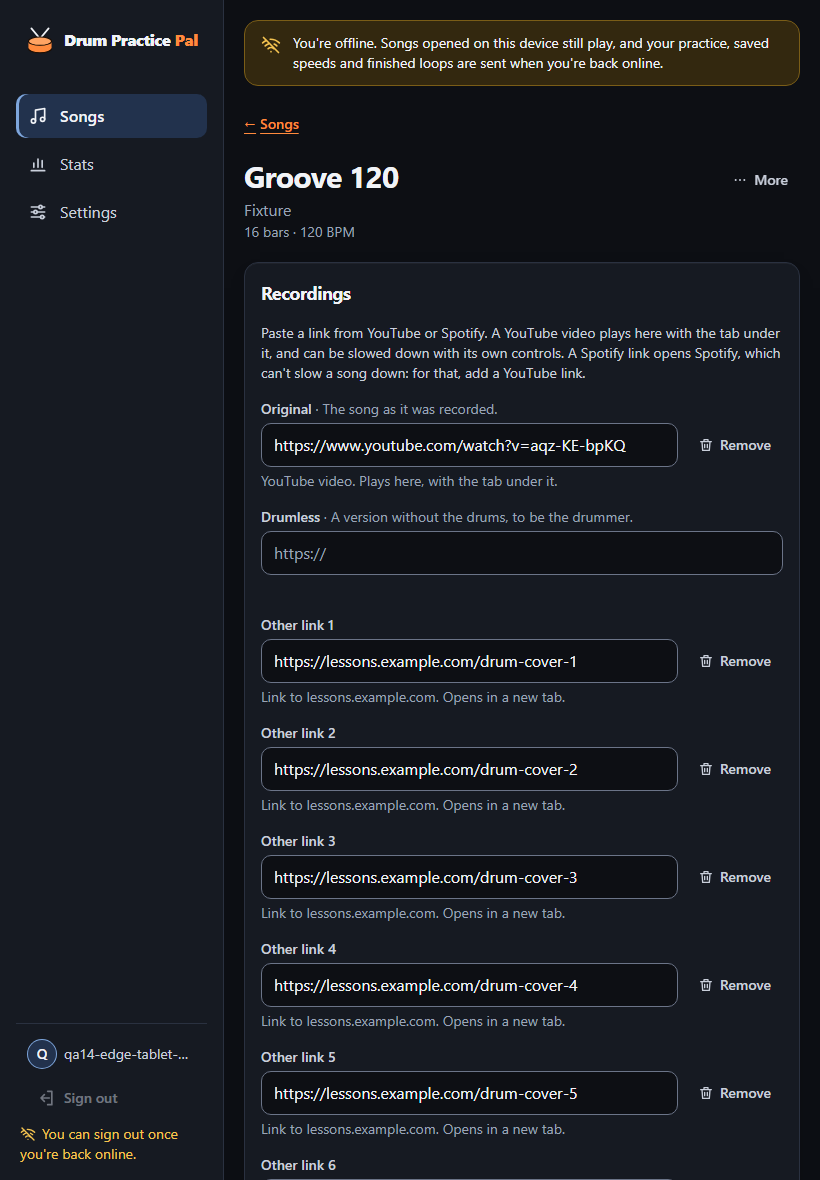 Drum Practice Pal
Songs
Stats
Settings
Q qa14-edge-tablet-...
Sign out
You can sign out once
you're back online.
You're offline. Songs opened on this device still play, and your practice, saved
speeds and finished loops are sent when you're back online.
← Songs
Groove 120
··· More
Fixture
16 bars · 120 BPM
Recordings
Paste a link from YouTube or Spotify. A YouTube video plays here with the tab under
it, and can be slowed down with its own controls. A Spotify link opens Spotify, which
can't slow a song down: for that, add a YouTube link.
Original · The song as it was recorded.
https://www.youtube.com/watch?v=aqz-KE-bpKQ
Remove
YouTube video. Plays here, with the tab under it.
Drumless · A version without the drums, to be the drummer.
https://
Other link 1
https://lessons.example.com/drum-cover-1
Remove
Link to lessons.example.com. Opens in a new tab.
Other link 2
https://lessons.example.com/drum-cover-2
Remove
Link to lessons.example.com. Opens in a new tab.
Other link 3
https://lessons.example.com/drum-cover-3
Remove
Link to lessons.example.com. Opens in a new tab.
Other link 4
https://lessons.example.com/drum-cover-4
Remove
Link to lessons.example.com. Opens in a new tab.
Other link 5
https://lessons.example.com/drum-cover-5
Remove
Link to lessons.example.com. Opens in a new tab.
Other link 6